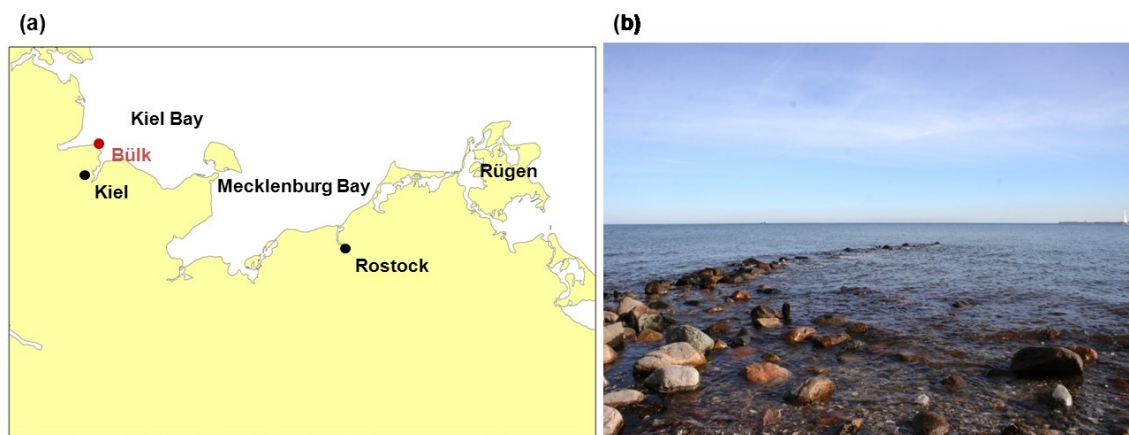 (a)
(b)
Kiel Bay
Bülk
Kiel
Mecklenburg Bay
Rügen
Rostock